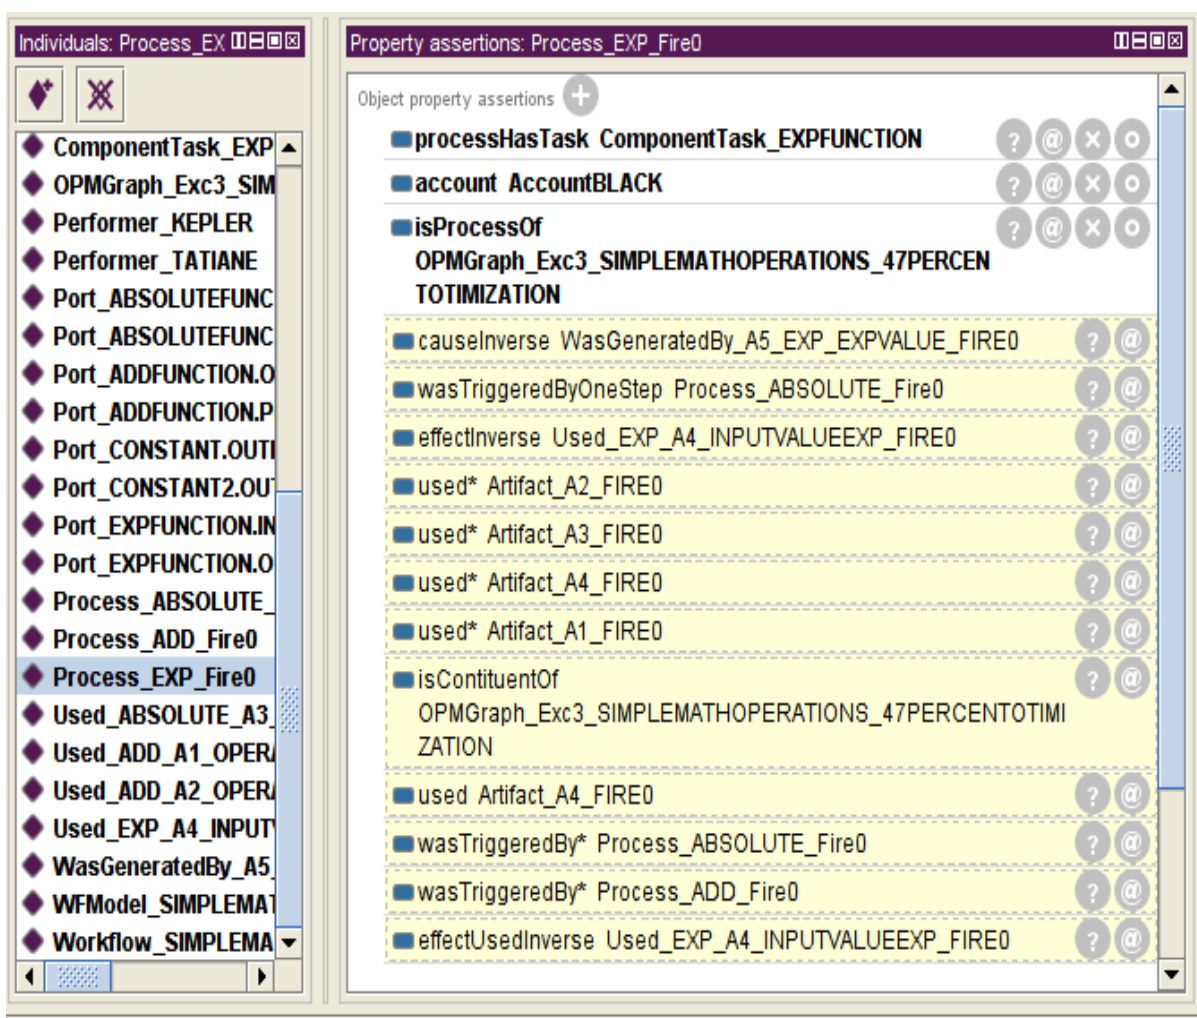 Individuals: Process_EX
ComponentTask_EXP
OPMGraph_Exc3_SIM
Performer_KEPLER
Performer_TATIANE
Port_ABSOLUTEFUNC
Port_ABSOLUTEFUNC
Port_ADDFUNCTION.O
Port_ADDFUNCTION.P
Port_CONSTANT.OUT
Port_CONSTANT2.OU
Port_EXPFUNCTION.IN
Port_EXPFUNCTION.O
Process_ABSOLUTE_
Process_ADD_Fire0
Process_EXP_Fire0
Used_ABSOLUTE_A3_
Used_ADD_A1_OPER
Used_ADD_A2_OPER
Used_EXP_A4_INPUT
WasGeneratedBy_A5_
WFModel_SIMPLEMAT
Workflow_SIMPLEMA
Property assertions: Process_EXP_Fire0
Object property assertions +
processHasTask ComponentTask_EXPFUNCTION ? @ X O
account AccountBLACK ? @ X O
isProcessOf ? @ X O
OPMGraph_Exc3_SIMPLEMATHOPERATIONS_47PERCEN
TOTIMIZATION
causeInverse WasGeneratedBy_A5_EXP_EXPVALUE_FIRE0 ? @
wasTriggeredByOneStep Process_ABSOLUTE_Fire0 ? @
effectInverse Used_EXP_A4_INPUTVALUEEXP_FIRE0 ? @
used* Artifact_A2_FIRE0 ? @
used* Artifact_A3_FIRE0 ? @
used* Artifact_A4_FIRE0 ? @
used* Artifact_A1_FIRE0 ? @
isContituentOf ? @
OPMGraph_Exc3_SIMPLEMATHOPERATIONS_47PERCENTOTIMI
ZATION
used Artifact_A4_FIRE0 ? @
wasTriggeredBy* Process_ABSOLUTE_Fire0 ? @
wasTriggeredBy* Process_ADD_Fire0 ? @
effectUsedInverse Used_EXP_A4_INPUTVALUEEXP_FIRE0 ? @